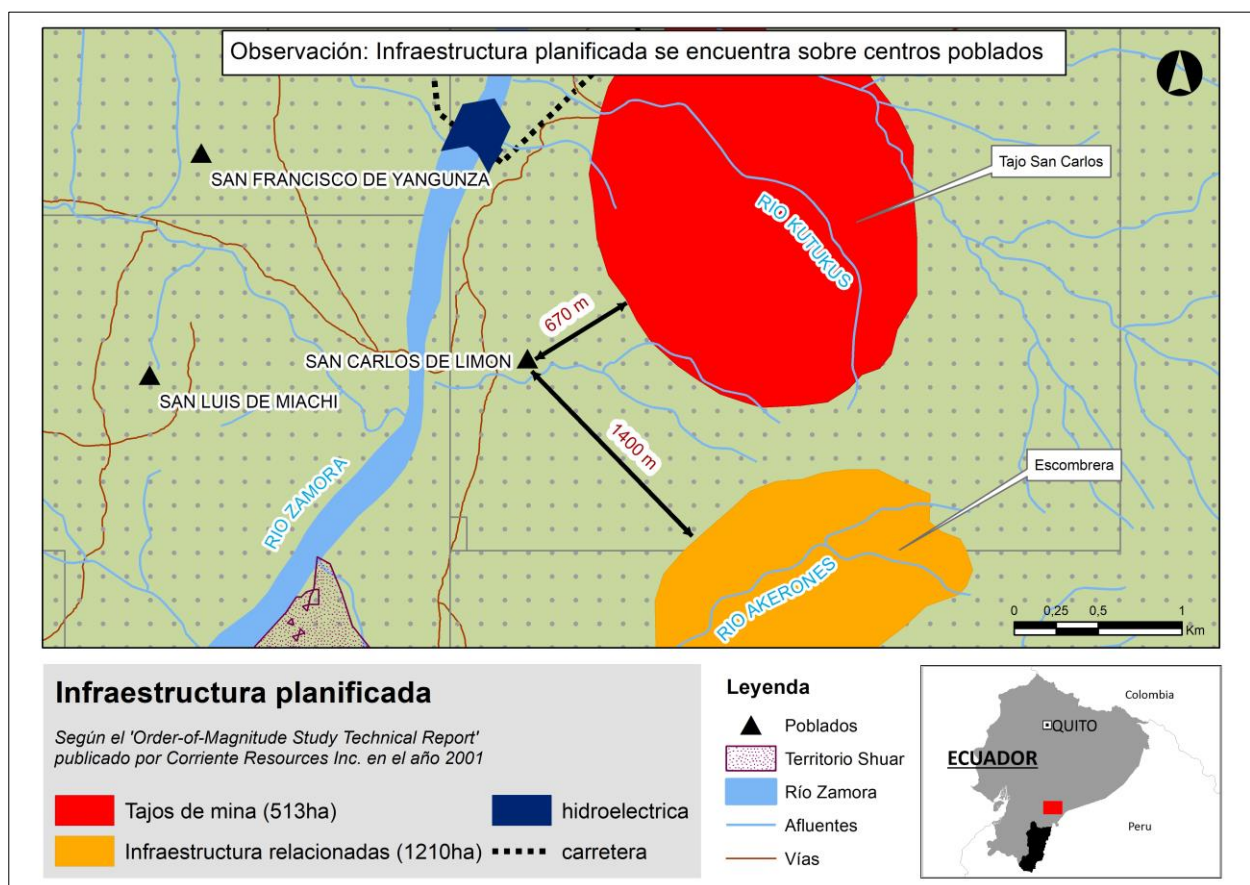 Observación: Infraestructura planificada se encuentra sobre centros poblados
SAN FRANCISCO DE YANGUNZA
Tajo San Carlos
RIO KUTUKUS
670 m
SAN CARLOS DE LIMON
SAN LUIS DE MIACHI
1400 m
Escombrera
RIO ZAMORA
RIO AKERONES
0 0,25 0,5 1
Km
Infraestructura planificada
Según el 'Order-of-Magnitude Study Technical Report'
publicado por Corriente Resources Inc. en el año 2001
Tajos de mina (513ha)
hidroelectrica
Infraestructura relacionadas (1210ha)
carretera
Leyenda
Poblados
Territorio Shuar
Río Zamora
Afluentes
Vías
Colombia
QUITO
ECUADOR
Peru